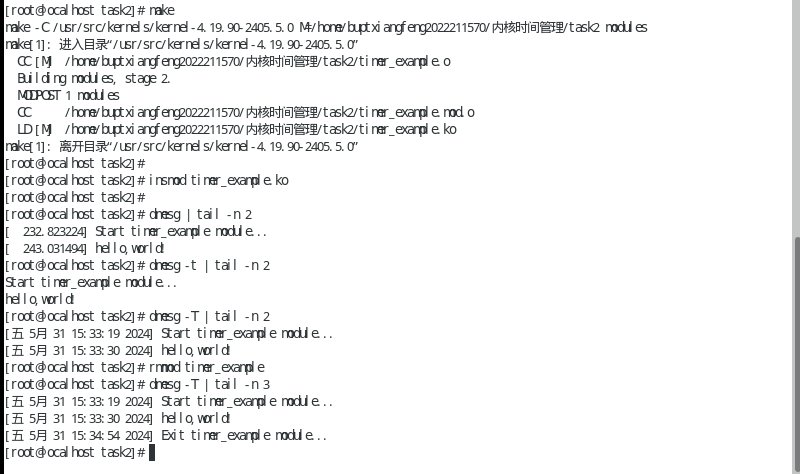 [root@localhost task2]# make
make -C /usr/src/kernels/kernel-4.19.90-2405.5.0 M=/home/buptxiangfeng2022211570/内核时间管理/task2 modules
make[1]: 进入目录“/usr/src/kernels/kernel-4.19.90-2405.5.0”
CC [M] /home/buptxiangfeng2022211570/内核时间管理/task2/timer_example.o
Building modules, stage 2.
MODPOST 1 modules
CC /home/buptxiangfeng2022211570/内核时间管理/task2/timer_example.mod.o
LD [M] /home/buptxiangfeng2022211570/内核时间管理/task2/timer_example.ko
make[1]: 离开目录“/usr/src/kernels/kernel-4.19.90-2405.5.0”
[root@localhost task2]#
[root@localhost task2]# insmod timer_example.ko
[root@localhost task2]#
[root@localhost task2]# dmesg | tail -n 2
[ 232.823224] Start timer_example module...
[ 243.031494] hello,world!
[root@localhost task2]# dmesg -t | tail -n 2
Start timer_example module...
hello,world!
[root@localhost task2]# dmesg -T | tail -n 2
[五 5月 31 15:33:19 2024] Start timer_example module...
[五 5月 31 15:33:30 2024] hello,world!
[root@localhost task2]# rmmod timer_example
[root@localhost task2]# dmesg -T | tail -n 3
[五 5月 31 15:33:19 2024] Start timer_example module...
[五 5月 31 15:33:30 2024] hello,world!
[五 5月 31 15:34:54 2024] Exit timer_example module...
[root@localhost task2]#